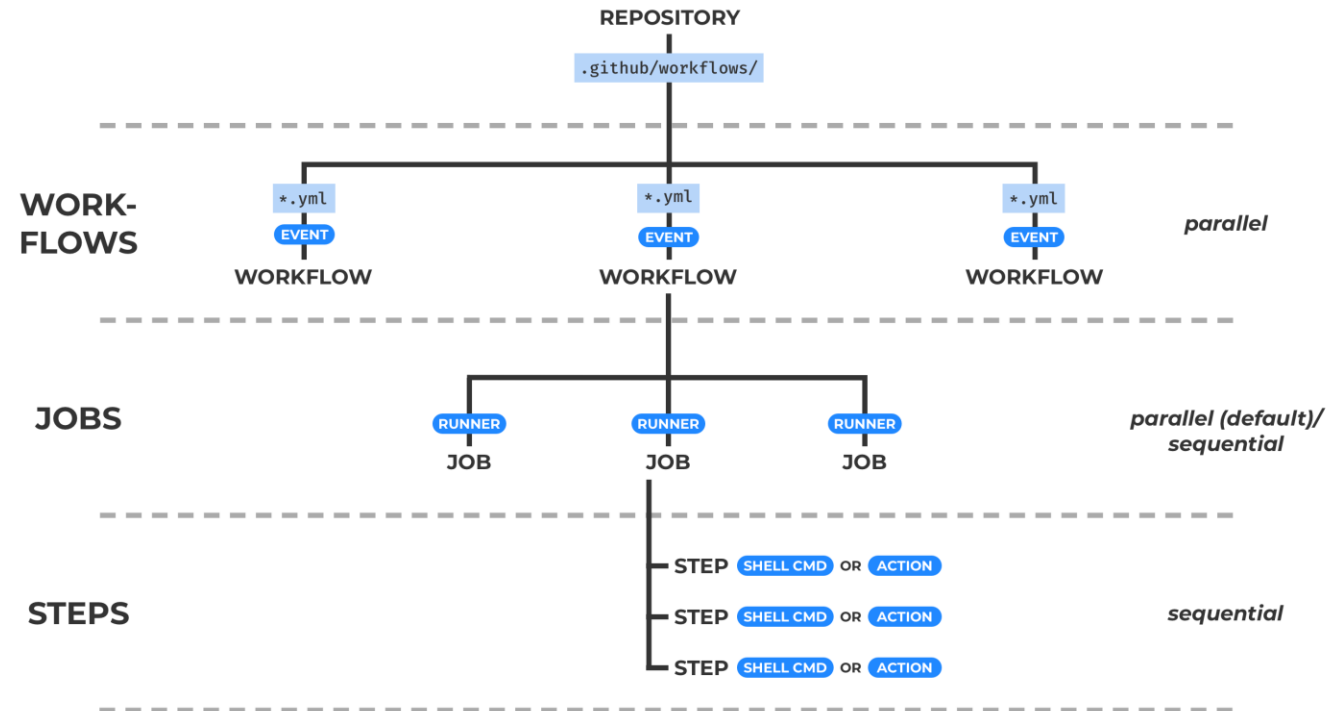 REPOSITORY
.github/workflows/
WORK-
FLOWS
*.yml
*.yml
*.yml
EVENT
EVENT
EVENT
WORKFLOW
WORKFLOW
WORKFLOW
parallel
JOBS
RUNNER
RUNNER
RUNNER
JOB
JOB
JOB
parallel (default)/
sequential
STEPS
STEP SHELL CMD OR ACTION
STEP SHELL CMD OR ACTION
STEP SHELL CMD OR ACTION
sequential